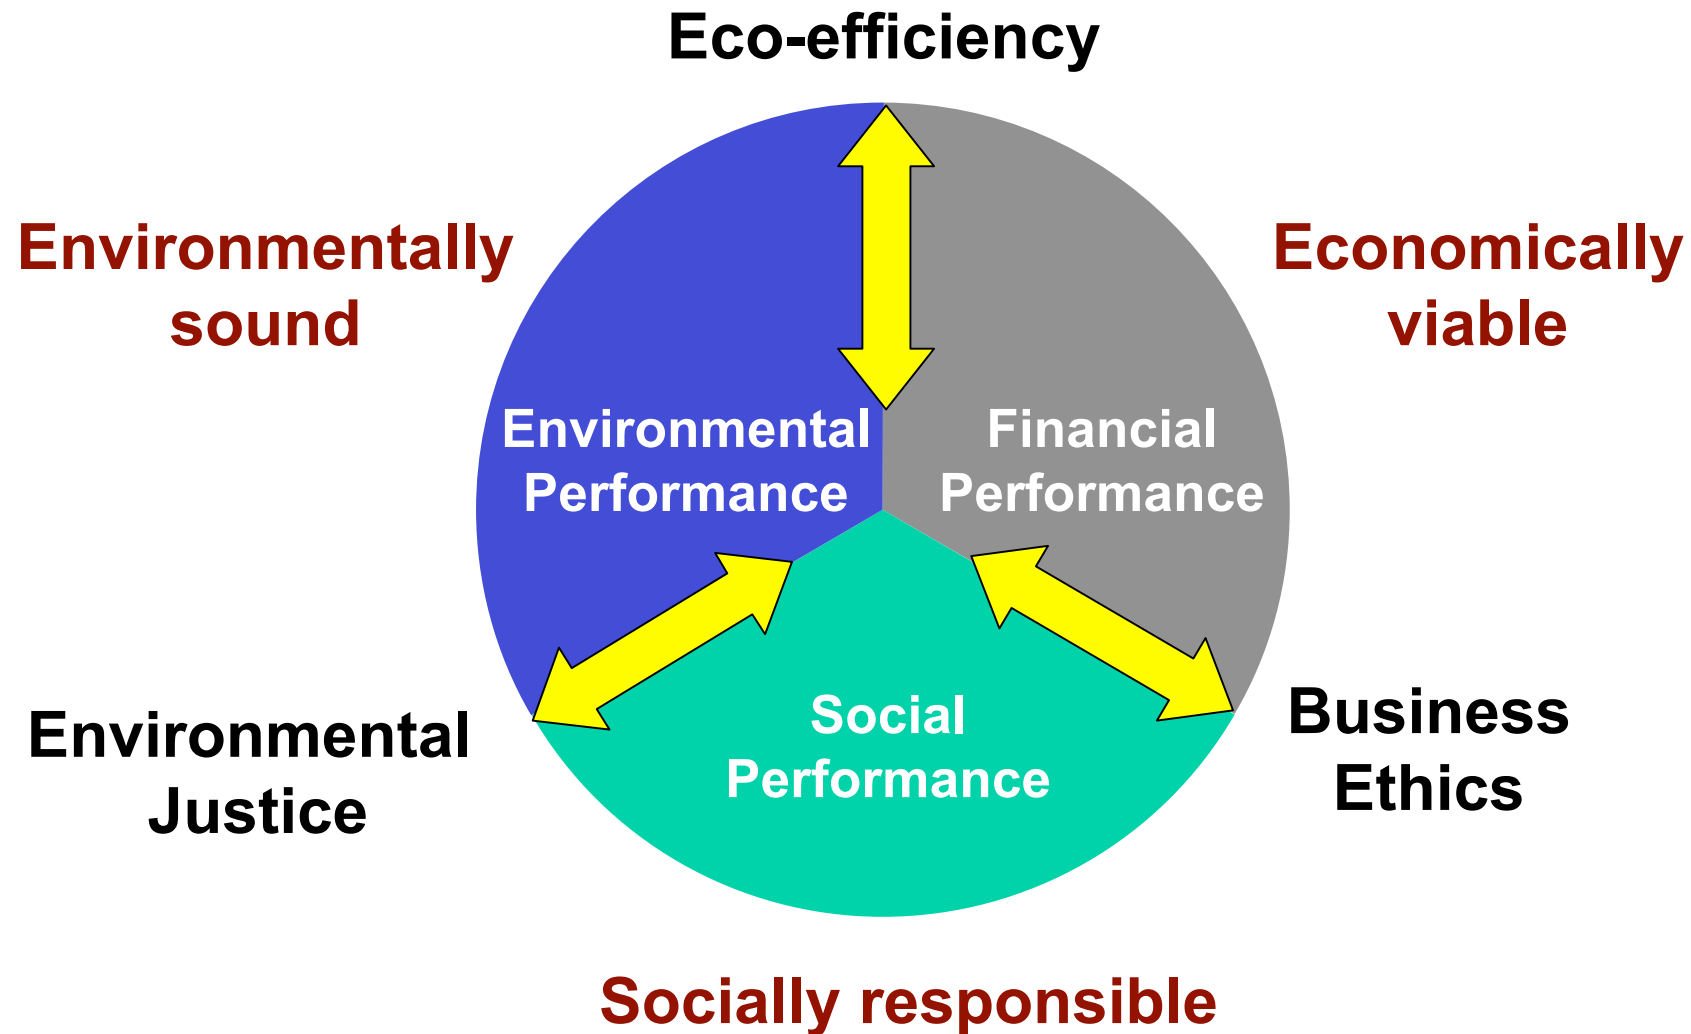 Eco-efficiency
Environmentally
sound
Economically
viable
Environmental
Performance
Financial
Performance
Environmental
Justice
Social
Performance
Business
Ethics
Socially responsible